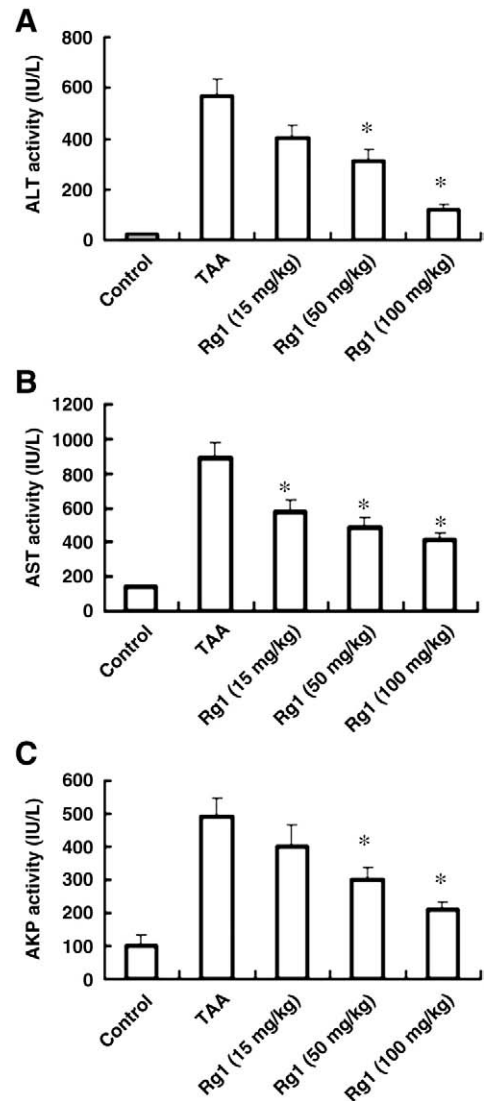 A
800
600
400
200
0
ALT activity (IU/L)
*
*
Control
TAA
Rg1 (15 mg/kg)
Rg1 (50 mg/kg)
Rg1 (100 mg/kg)
B
1200
1000
800
600
400
200
0
AST activity (IU/L)
*
*
*
Control
TAA
Rg1 (15 mg/kg)
Rg1 (50 mg/kg)
Rg1 (100 mg/kg)
C
600
500
400
300
200
100
0
AKP activity (IU/L)
*
*
Control
TAA
Rg1 (15 mg/kg)
Rg1 (50 mg/kg)
Rg1 (100 mg/kg)